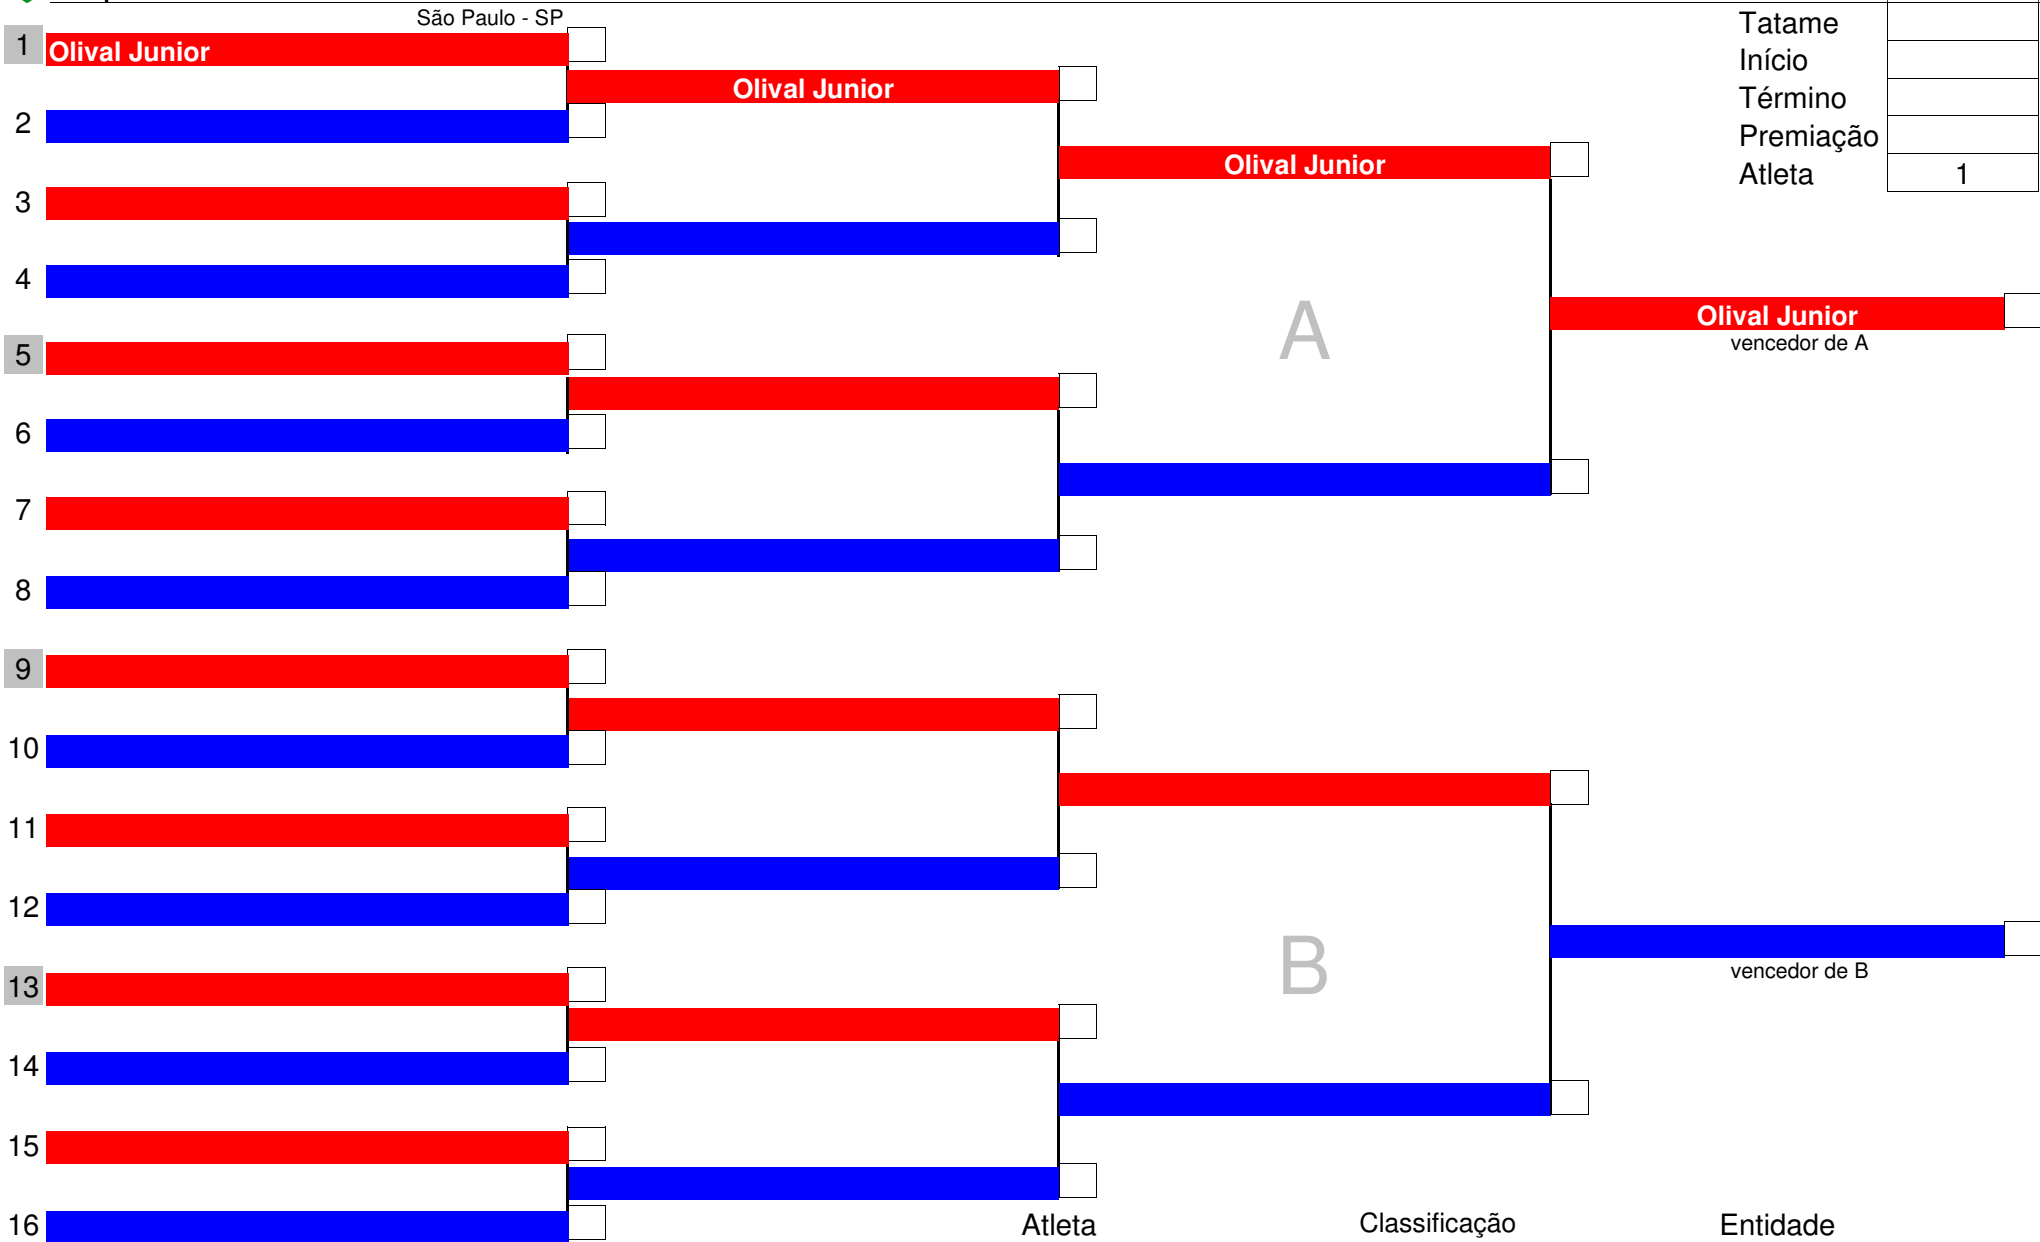 São Paulo - SP
Tatame
1
Olival Junior
Início
Olival Junior
Término
2
Premiação
Olival Junior
Atleta 1
3
4
Olival Junior
A
vencedor de A
5
6
7
8
9
10
11
12
B
vencedor de B
13
14
15
16
Atleta Classificação Entidade